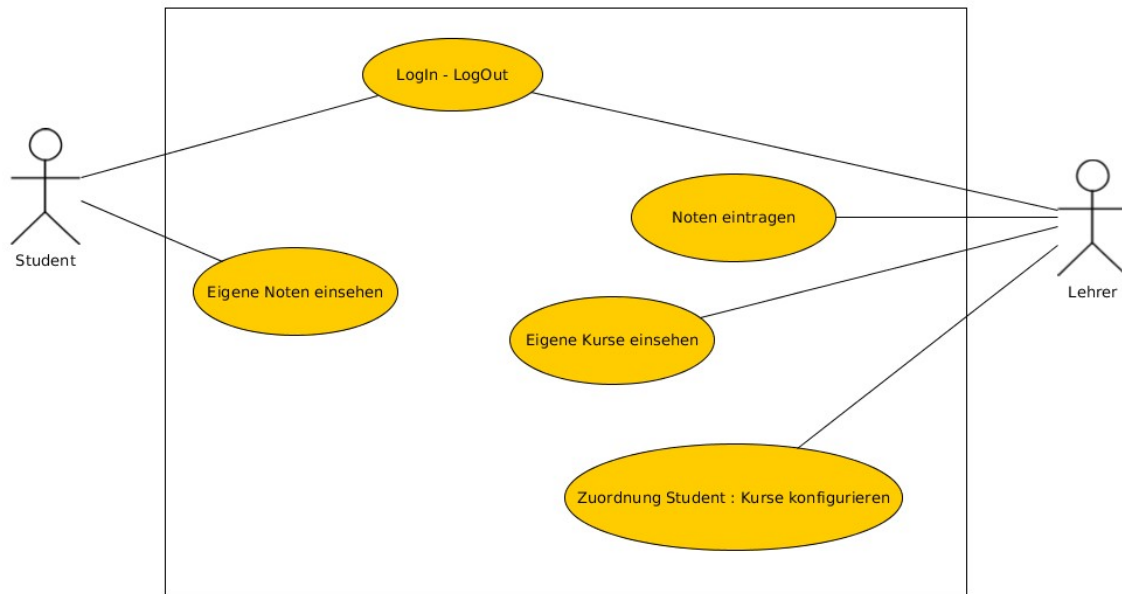 LogIn - LogOut
Noten eintragen
Student
Eigene Noten einsehen
Lehrer
Eigene Kurse einsehen
Zuordnung Student : Kurse konfigurieren